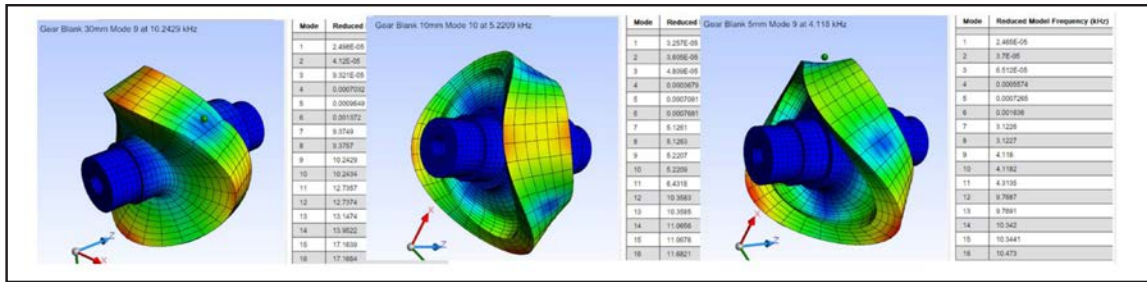 Gear Blank 30mm Mode 9 at 10.2429 kHz
Mode Reduced
1 2.498E-05
2 4.12E-05
3 9.321E-05
4 0.0007032
5 0.0009649
6 0.001072
7 9.3749
8 9.3757
9 10.2429
10 10.2434
11 12.7357
12 12.7374
13 13.1474
14 13.9522
15 17.1639
16 17.1684
Z
X
Gear Blank 10mm Mode 10 at 5.2209 kHz
Mode Reduced
1 3.257E-05
2 3.605E-05
3 4.809E-05
4 0.0003679
5 0.0007091
6 0.0007681
7 5.1261
8 5.1263
9 5.2207
10 5.2209
11 6.4318
12 10.3583
13 10.3585
14 11.0656
15 11.0678
16 11.6821
X
Z
Gear Blank 5mm Mode 9 at 4.118 kHz
Mode Reduced Model Frequency (kHz)
1 2.465E-05
2 3.7E-05
3 6.512E-05
4 0.0005574
5 0.0007265
6 0.001636
7 3.1226
8 3.1227
9 4.118
10 4.1182
11 4.3135
12 9.7687
13 9.7691
14 10.342
15 10.3441
16 10.473
X
Z